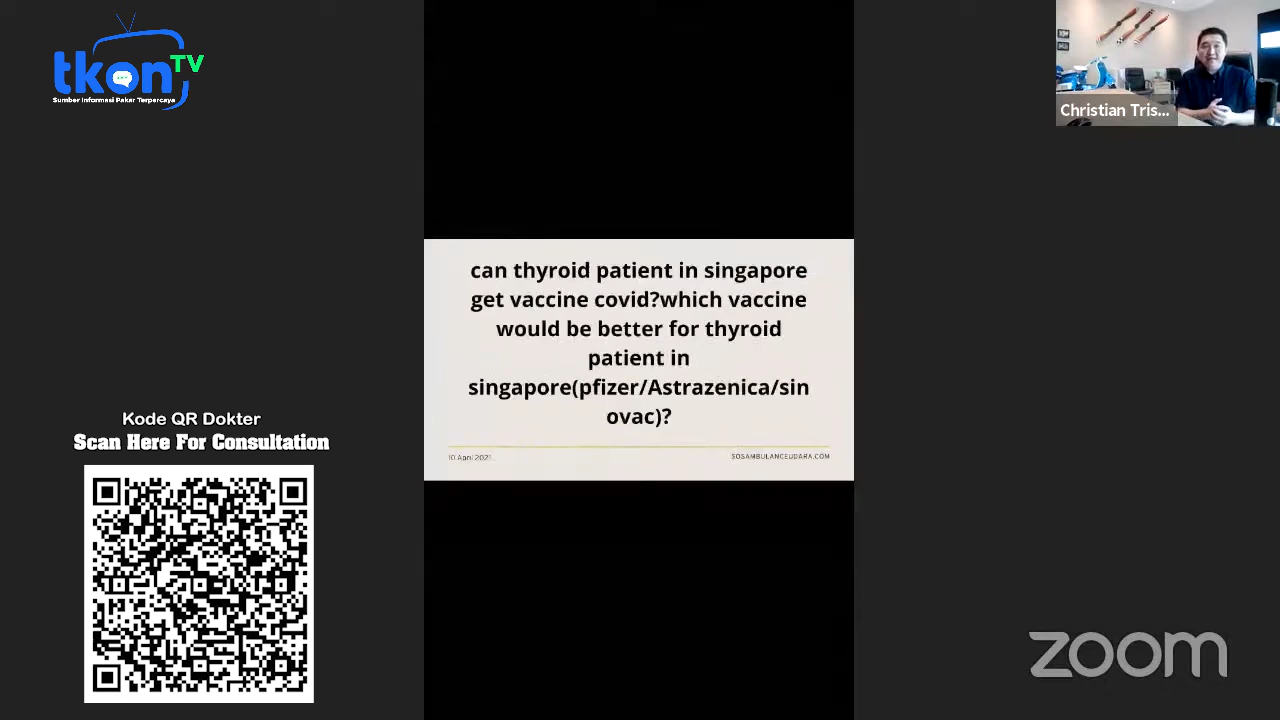 tkonTV
Sumber Informasi Pakar Terpercaya
Christian Tris...
can thyroid patient in singapore
get vaccine covid?which vaccine
would be better for thyroid
patient in
singapore(pfizer/Astrazenica/sin
ovac)?
10 April 2021
SOSAMBULANCEUDARA.COM
Kode QR Dokter
Scan Here For Consultation
zoom